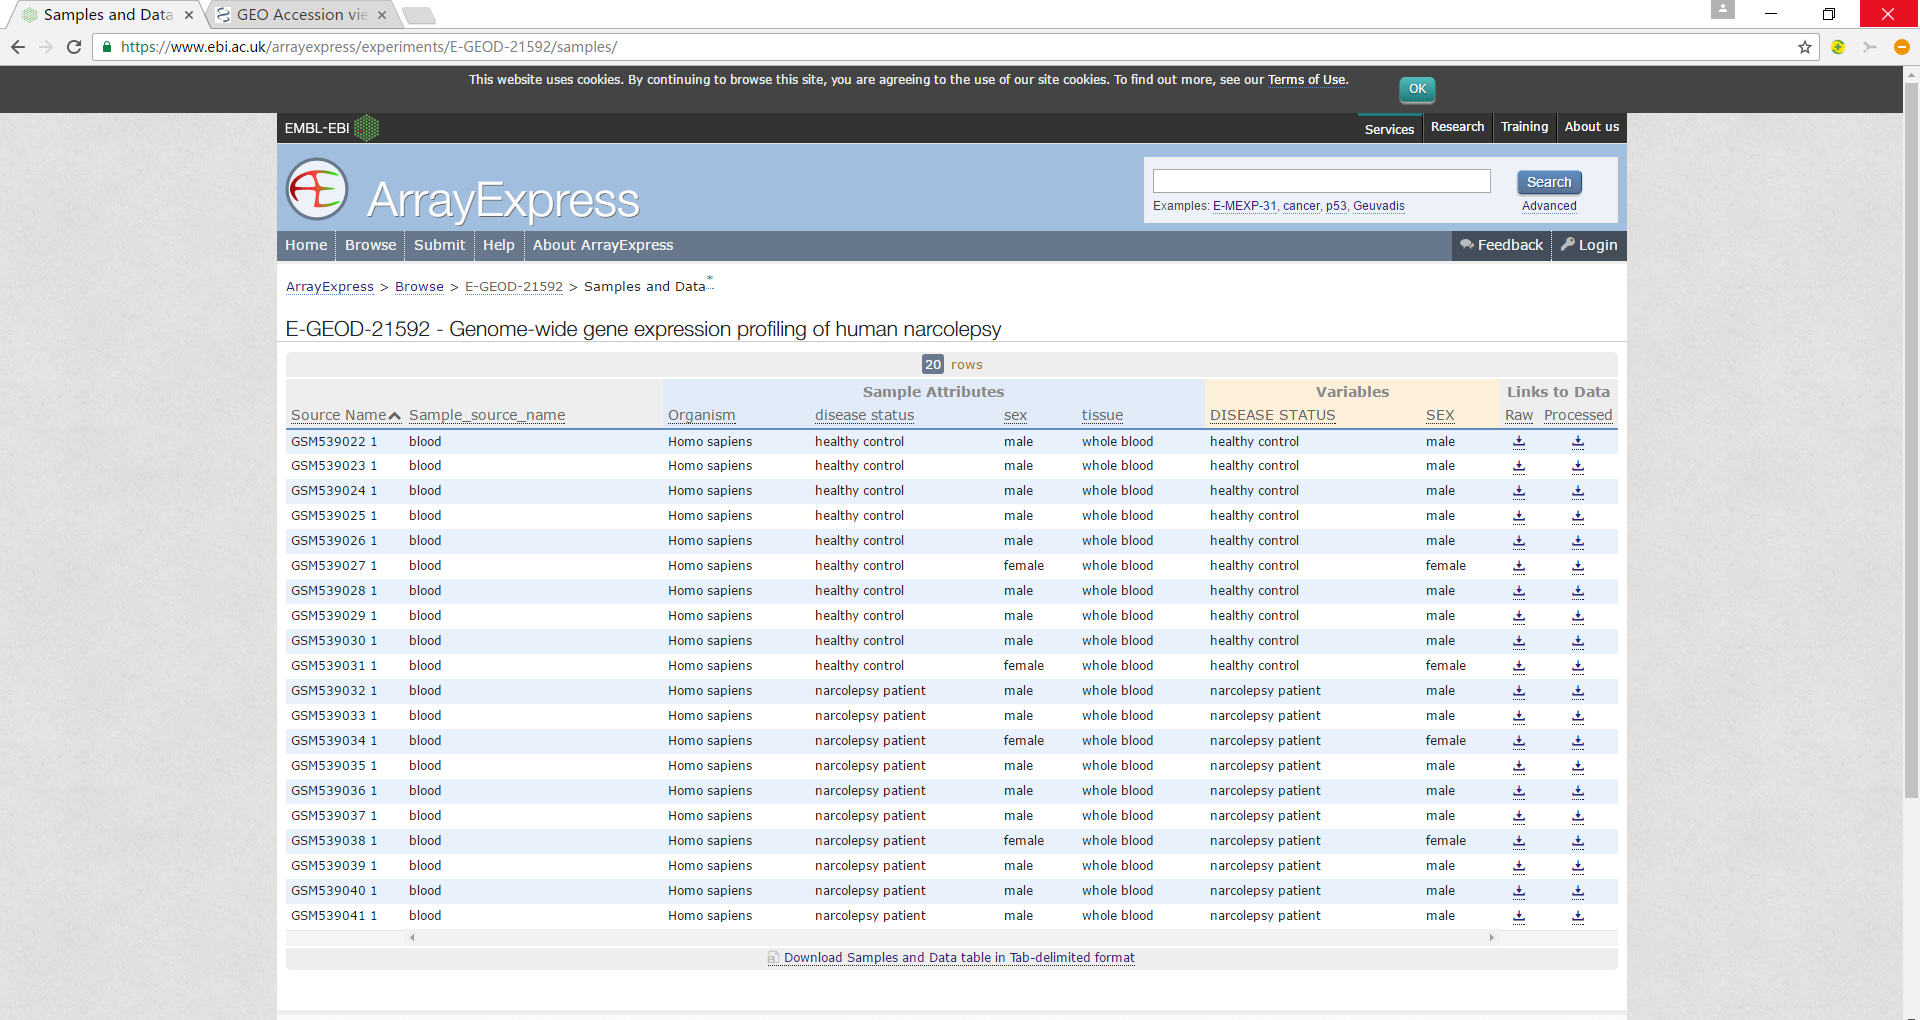 Samples and Data
GEO Accession vie
https://www.ebi.ac.uk/arrayexpress/experiments/E-GEOD-21592/samples/
This website uses cookies. By continuing to browse this site, you are agreeing to the use of our site cookies. To find out more, see our Terms of Use.
OK
EMBL-EBI
Services Research Training About us
ArrayExpress
Search
Examples: E-MEXP-31, cancer, p53, Geuvadis
Advanced
Home Browse Submit Help About ArrayExpress Feedback Login
ArrayExpress > Browse > E-GEOD-21592 > Samples and Data*
E-GEOD-21592 - Genome-wide gene expression profiling of human narcolepsy
20 rows
Sample Attributes Variables Links to Data
Source Name Sample_source_name Organism disease status sex tissue DISEASE STATUS SEX Raw Processed
GSM539022 1 blood Homo sapiens healthy control male whole blood healthy control male
GSM539023 1 blood Homo sapiens healthy control male whole blood healthy control male
GSM539024 1 blood Homo sapiens healthy control male whole blood healthy control male
GSM539025 1 blood Homo sapiens healthy control male whole blood healthy control male
GSM539026 1 blood Homo sapiens healthy control male whole blood healthy control male
GSM539027 1 blood Homo sapiens healthy control female whole blood healthy control female
GSM539028 1 blood Homo sapiens healthy control male whole blood healthy control male
GSM539029 1 blood Homo sapiens healthy control male whole blood healthy control male
GSM539030 1 blood Homo sapiens healthy control male whole blood healthy control male
GSM539031 1 blood Homo sapiens healthy control female whole blood healthy control female
GSM539032 1 blood Homo sapiens narcolepsy patient male whole blood narcolepsy patient male
GSM539033 1 blood Homo sapiens narcolepsy patient male whole blood narcolepsy patient male
GSM539034 1 blood Homo sapiens narcolepsy patient female whole blood narcolepsy patient female
GSM539035 1 blood Homo sapiens narcolepsy patient male whole blood narcolepsy patient male
GSM539036 1 blood Homo sapiens narcolepsy patient male whole blood narcolepsy patient male
GSM539037 1 blood Homo sapiens narcolepsy patient male whole blood narcolepsy patient male
GSM539038 1 blood Homo sapiens narcolepsy patient female whole blood narcolepsy patient female
GSM539039 1 blood Homo sapiens narcolepsy patient male whole blood narcolepsy patient male
GSM539040 1 blood Homo sapiens narcolepsy patient male whole blood narcolepsy patient male
GSM539041 1 blood Homo sapiens narcolepsy patient male whole blood narcolepsy patient male
Download Samples and Data table in Tab-delimited format